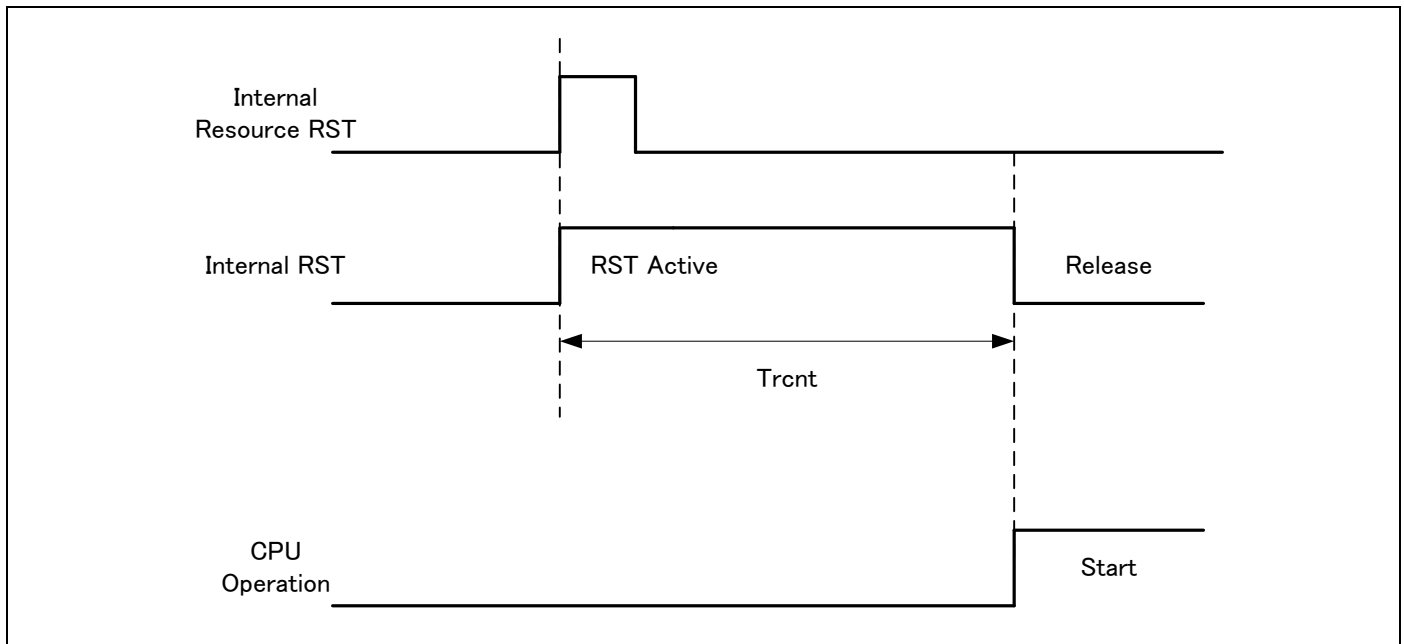 Internal
Resource RST
Internal RST
RST Active
Release
Trcnt
CPU
Operation
Start